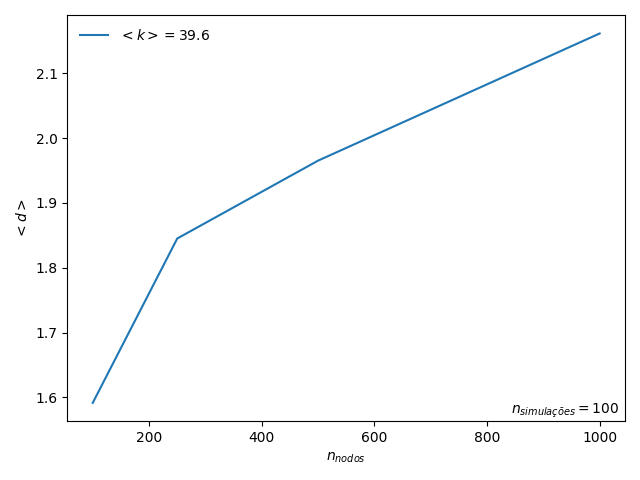 < k > = 39.6
2.1
2.0
1.9
1.8
1.7
1.6
< d >
n_simulações = 100
200 400 600 800 1000
n_nodos